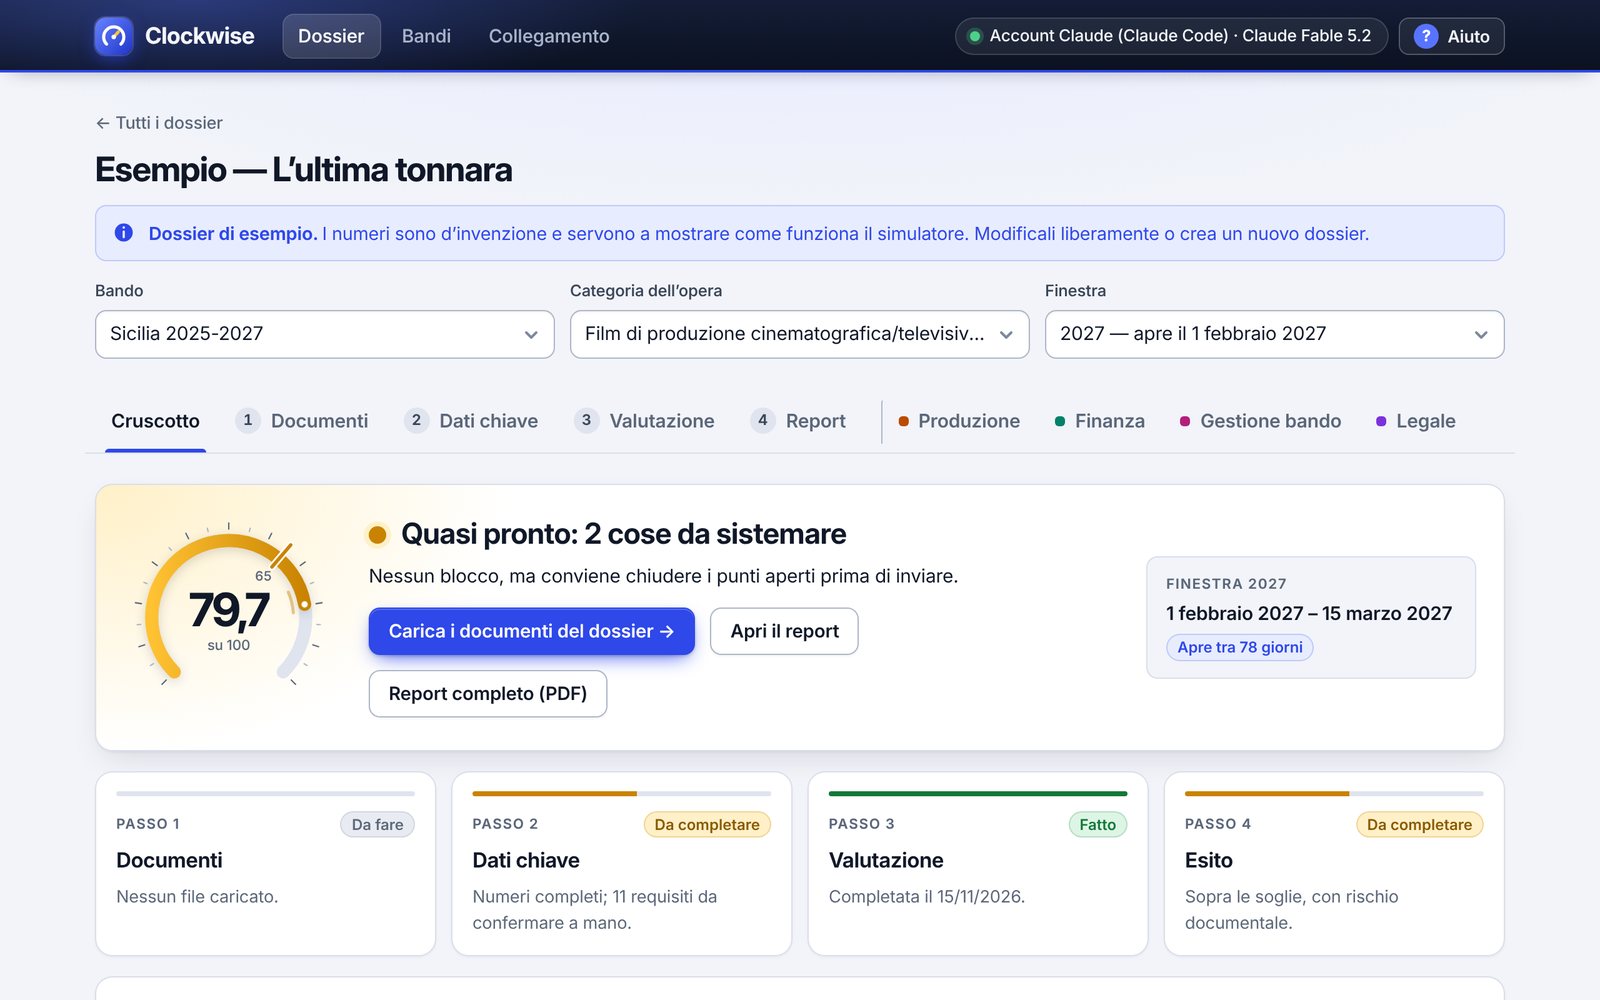 Clockwise
Dossier
Bandi
Collegamento
Account Claude (Claude Code) · Claude Fable 5.2
? Aiuto
← Tutti i dossier
Esempio — L’ultima tonnara
Dossier di esempio. I numeri sono d’invenzione e servono a mostrare come funziona il simulatore. Modificali liberamente o crea un nuovo dossier.
Bando
Categoria dell’opera
Finestra
Sicilia 2025-2027
Film di produzione cinematografica/televisiv...
2027 — apre il 1 febbraio 2027
Cruscotto
1 Documenti
2 Dati chiave
3 Valutazione
4 Report
Produzione
Finanza
Gestione bando
Legale
65
79,7
su 100
Quasi pronto: 2 cose da sistemare
Nessun blocco, ma conviene chiudere i punti aperti prima di inviare.
Carica i documenti del dossier →
Apri il report
Report completo (PDF)
FINESTRA 2027
1 febbraio 2027 – 15 marzo 2027
Apre tra 78 giorni
PASSO 1
Da fare
Documenti
Nessun file caricato.
PASSO 2
Da completare
Dati chiave
Numeri completi; 11 requisiti da
confermare a mano.
PASSO 3
Fatto
Valutazione
Completata il 15/11/2026.
PASSO 4
Da completare
Esito
Sopra le soglie, con rischio
documentale.